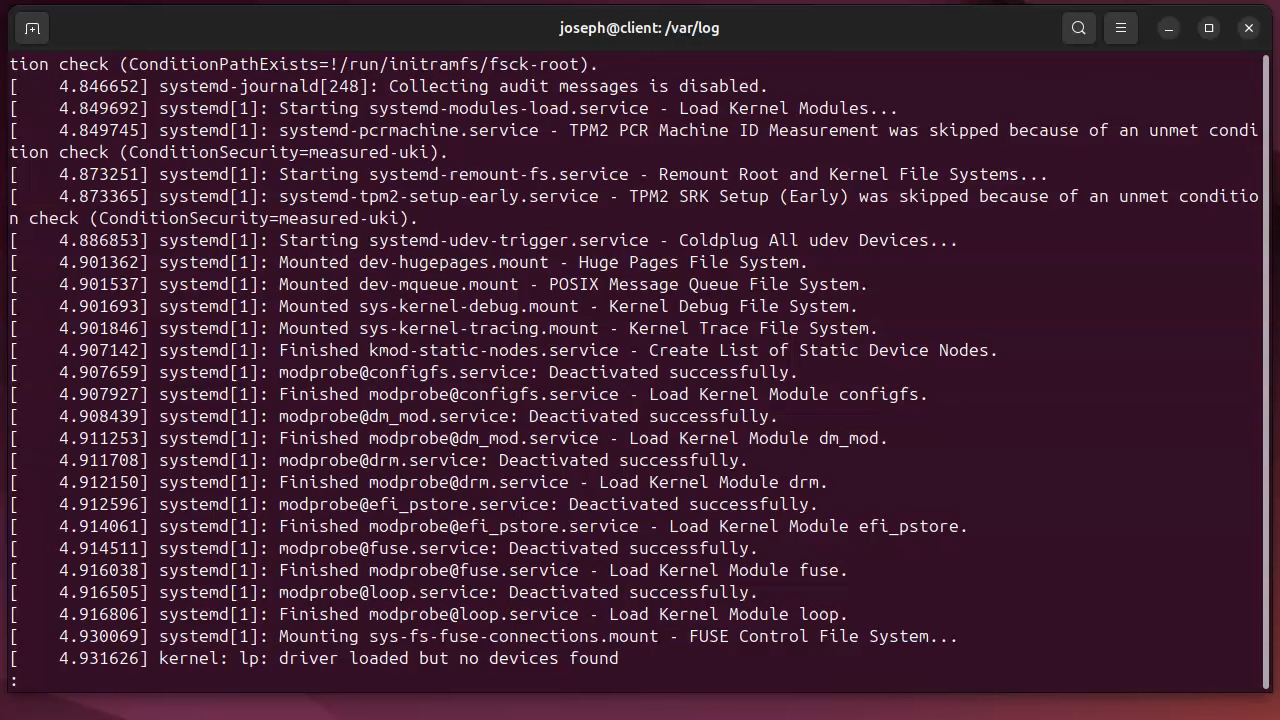 joseph@client: /var/log
tion check (ConditionPathExists=!/run/initramfs/fsck-root).
[    4.846652] systemd-journald[248]: Collecting audit messages is disabled.
[    4.849692] systemd[1]: Starting systemd-modules-load.service - Load Kernel Modules...
[    4.849745] systemd[1]: systemd-pcrmachine.service - TPM2 PCR Machine ID Measurement was skipped because of an unmet condi
tion check (ConditionSecurity=measured-uki).
[    4.873251] systemd[1]: Starting systemd-remount-fs.service - Remount Root and Kernel File Systems...
[    4.873365] systemd[1]: systemd-tpm2-setup-early.service - TPM2 SRK Setup (Early) was skipped because of an unmet conditio
n check (ConditionSecurity=measured-uki).
[    4.886853] systemd[1]: Starting systemd-udev-trigger.service - Coldplug All udev Devices...
[    4.901362] systemd[1]: Mounted dev-hugepages.mount - Huge Pages File System.
[    4.901537] systemd[1]: Mounted dev-mqueue.mount - POSIX Message Queue File System.
[    4.901693] systemd[1]: Mounted sys-kernel-debug.mount - Kernel Debug File System.
[    4.901846] systemd[1]: Mounted sys-kernel-tracing.mount - Kernel Trace File System.
[    4.907142] systemd[1]: Finished kmod-static-nodes.service - Create List of Static Device Nodes.
[    4.907659] systemd[1]: modprobe@configfs.service: Deactivated successfully.
[    4.907927] systemd[1]: Finished modprobe@configfs.service - Load Kernel Module configfs.
[    4.908439] systemd[1]: modprobe@dm_mod.service: Deactivated successfully.
[    4.911253] systemd[1]: Finished modprobe@dm_mod.service - Load Kernel Module dm_mod.
[    4.911708] systemd[1]: modprobe@drm.service: Deactivated successfully.
[    4.912150] systemd[1]: Finished modprobe@drm.service - Load Kernel Module drm.
[    4.912596] systemd[1]: modprobe@efi_pstore.service: Deactivated successfully.
[    4.914061] systemd[1]: Finished modprobe@efi_pstore.service - Load Kernel Module efi_pstore.
[    4.914511] systemd[1]: modprobe@fuse.service: Deactivated successfully.
[    4.916038] systemd[1]: Finished modprobe@fuse.service - Load Kernel Module fuse.
[    4.916505] systemd[1]: modprobe@loop.service: Deactivated successfully.
[    4.916806] systemd[1]: Finished modprobe@loop.service - Load Kernel Module loop.
[    4.930069] systemd[1]: Mounting sys-fs-fuse-connections.mount - FUSE Control File System...
[    4.931626] kernel: lp: driver loaded but no devices found
: